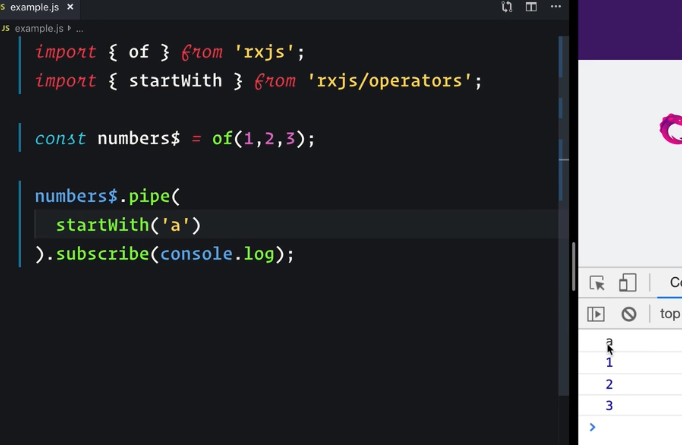 example.js ×
JS example.js ▸ ...
import { of } from 'rxjs';
import { startWith } from 'rxjs/operators';
const numbers$ = of(1,2,3);
numbers$.pipe(
startWith('a')
).subscribe(console.log);
top
a
1
2
3